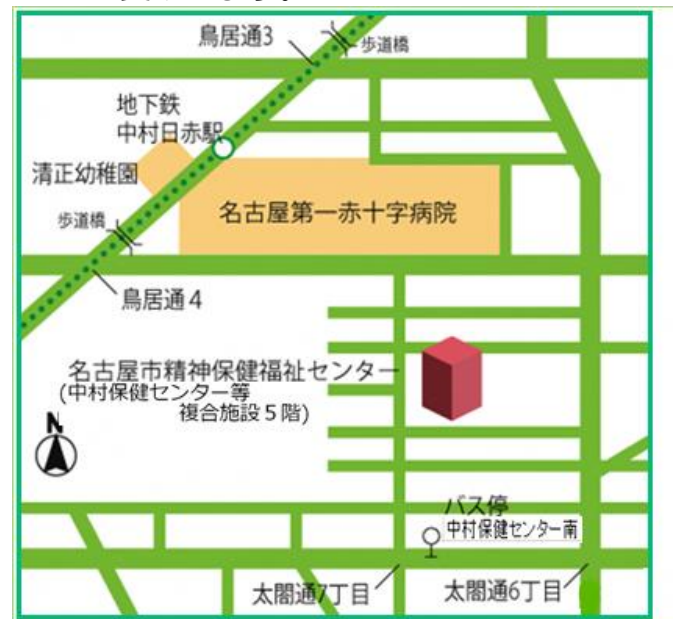 鳥居通3
歩道橋
地下鉄
中村日赤駅
清正幼稚園
名古屋第一赤十字病院
歩道橋
鳥居通4
名古屋市精神保健福祉センター
(中村保健センター等
複合施設5階)
N
バス停
中村保健センター南
太閤通7丁目
太閤通6丁目